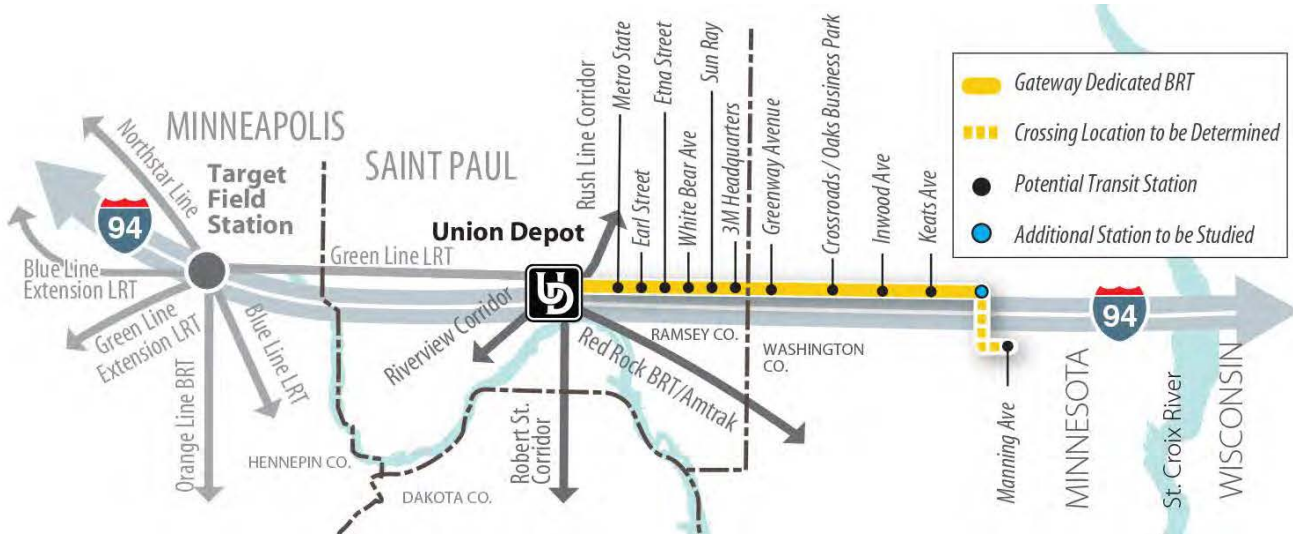 MINNEAPOLIS
Northstar Line
Target
Field
Station
94
Blue Line
Extension LRT
Green Line
Extension LRT
Orange Line BRT
Blue Line LRT
SAINT PAUL
Green Line LRT
Union Depot
UD
Rush Line Corridor
Riverview Corridor
Robert St.
Corridor
Red Rock BRT/Amtrak
HENNEPIN CO.
DAKOTA CO.
RAMSEY CO.
WASHINGTON
CO.
Metro State
Earl Street
Etna Street
White Bear Ave
Sun Ray
3M Headquarters
Greenway Avenue
Crossroads / Oaks Business Park
Inwood Ave
Keats Ave
Manning Ave
94
MINNESOTA
St. Croix River
WISCONSIN
Gateway Dedicated BRT
Crossing Location to be Determined
Potential Transit Station
Additional Station to be Studied